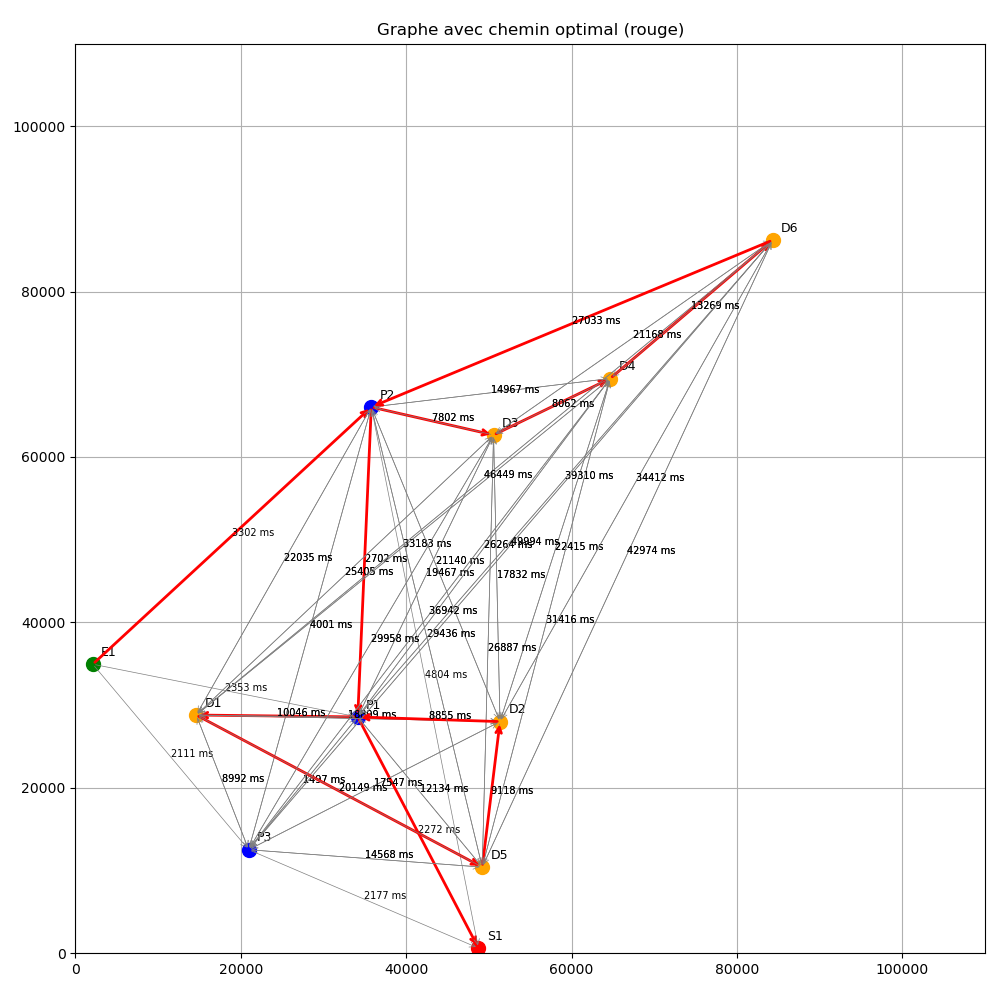 Graphe avec chemin optimal (rouge)
100000
D6
80000
13269 ms
27033 ms
21168 ms
D4
14967 ms
P2
8062 ms
7802 ms
D3
60000
46449 ms
39310 ms
34412 ms
3302 ms
33183 ms
26264 ms
49994 ms
22415 ms
42974 ms
22035 ms
2702 ms
21140 ms
25405 ms
19467 ms
17832 ms
36942 ms
40000
4001 ms
31416 ms
29958 ms
29436 ms
26887 ms
E1
4804 ms
2353 ms
D1
P1
D2
10046 ms
8855 ms
2111 ms
8992 ms
1497 ms
17547 ms
20149 ms
12134 ms
9118 ms
20000
2272 ms
P3
14568 ms
D5
2177 ms
S1
0
0 20000 40000 60000 80000 100000